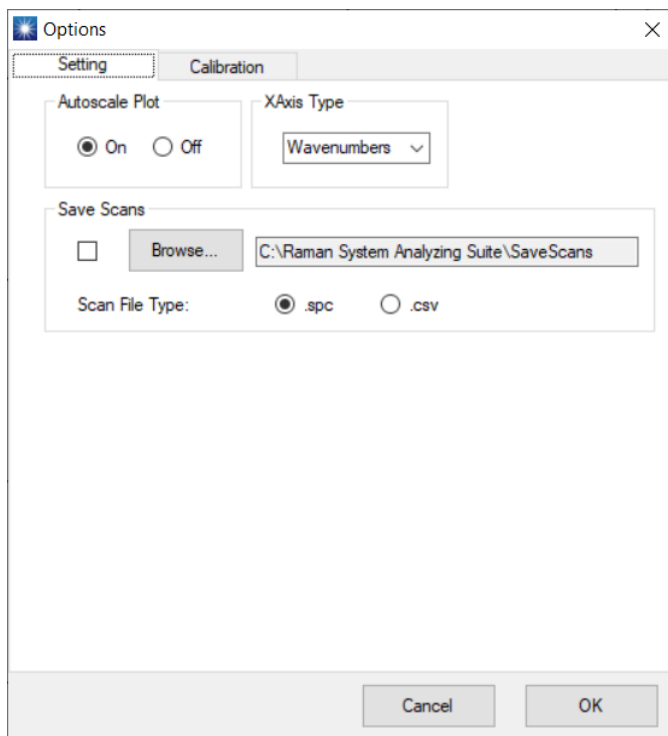 Options
Setting Calibration
Autoscale Plot XAxis Type
On Off Wavenumbers
Save Scans
Browse... C:\Raman System Analyzing Suite\SaveScans
Scan File Type: .spc .csv
Cancel OK